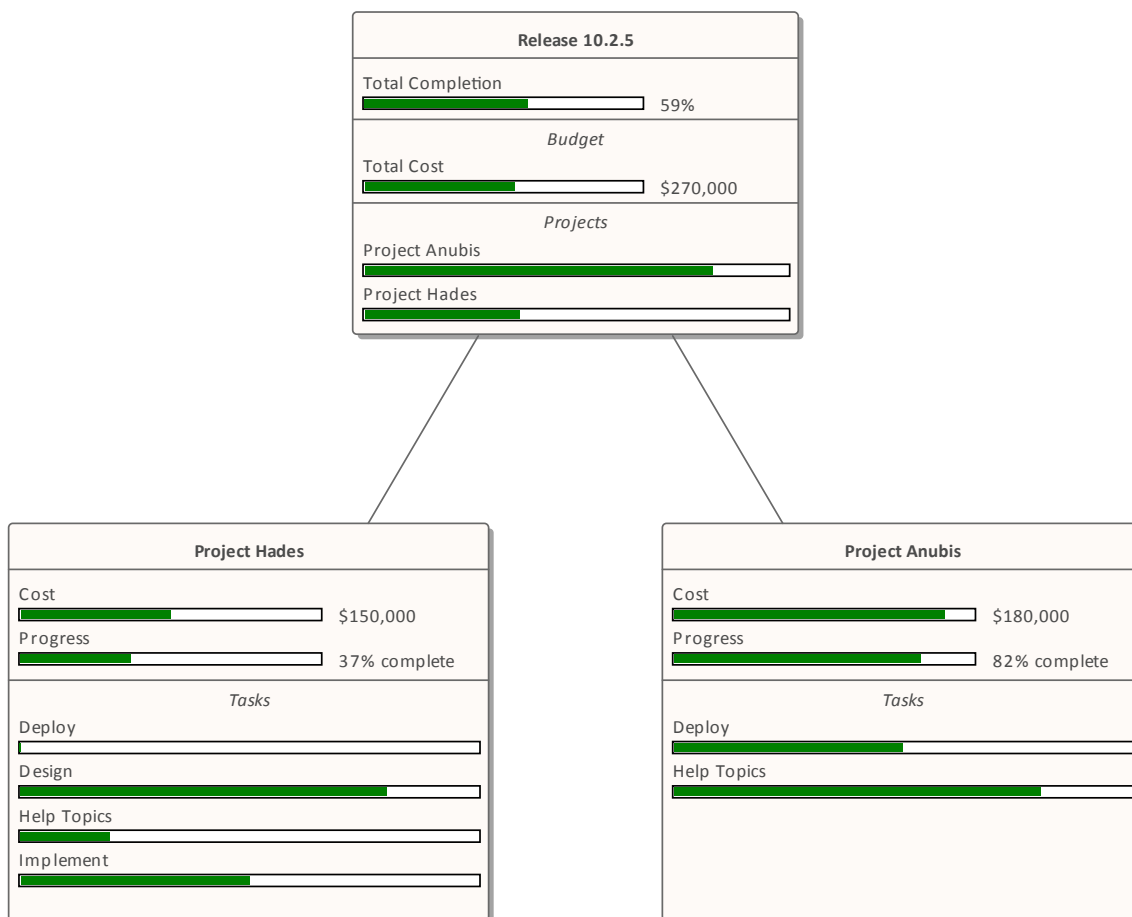 Release 10.2.5
Total Completion
59%
Budget
Total Cost
$270,000
Projects
Project Anubis
Project Hades
Project Hades
Cost
$150,000
Progress
37% complete
Tasks
Deploy
Design
Help Topics
Implement
Project Anubis
Cost
$180,000
Progress
82% complete
Tasks
Deploy
Help Topics